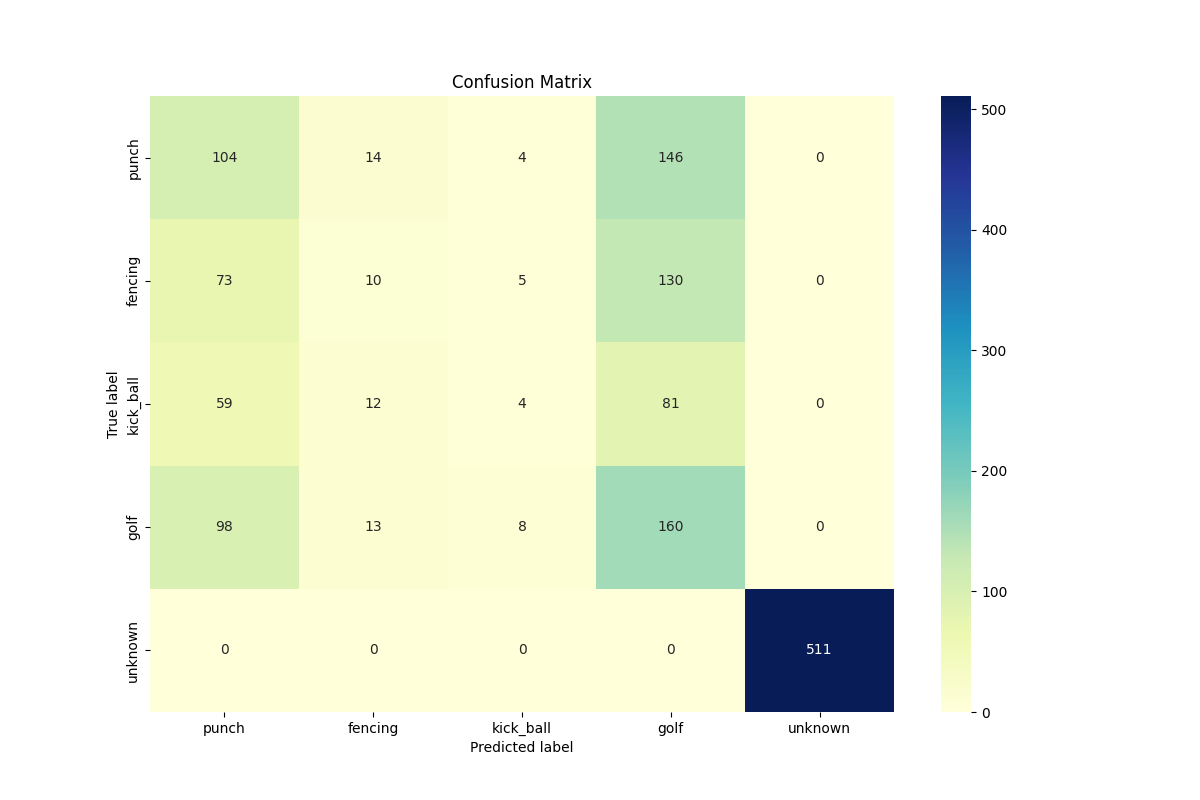 Confusion Matrix
punch 104 14 4 146 0
fencing 73 10 5 130 0
kick_ball 59 12 4 81 0
golf 98 13 8 160 0
unknown 0 0 0 0 511
True label
punch fencing kick_ball golf unknown
Predicted label
500
400
300
200
100
0